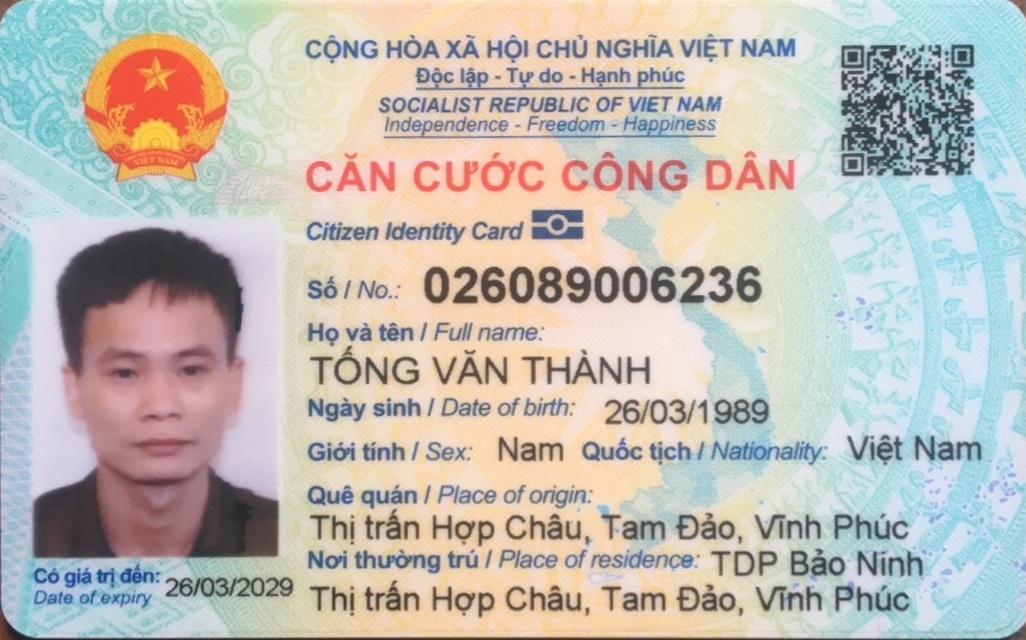 CỘNG HÒA XÃ HỘI CHỦ NGHĨA VIỆT NAM
Độc lập - Tự do - Hạnh phúc
SOCIALIST REPUBLIC OF VIET NAM
Independence - Freedom - Happiness
VIỆT NAM
CĂN CƯỚC CÔNG DÂN
Citizen Identity Card
Số / No.: 026089006236
Họ và tên / Full name:
TỐNG VĂN THÀNH
Ngày sinh / Date of birth: 26/03/1989
Giới tính / Sex: Nam Quốc tịch / Nationality: Việt Nam
Quê quán / Place of origin:
Thị trấn Hợp Châu, Tam Đảo, Vĩnh Phúc
Nơi thường trú / Place of residence: TDP Bảo Ninh
Thị trấn Hợp Châu, Tam Đảo, Vĩnh Phúc
Có giá trị đến: 26/03/2029
Date of expiry